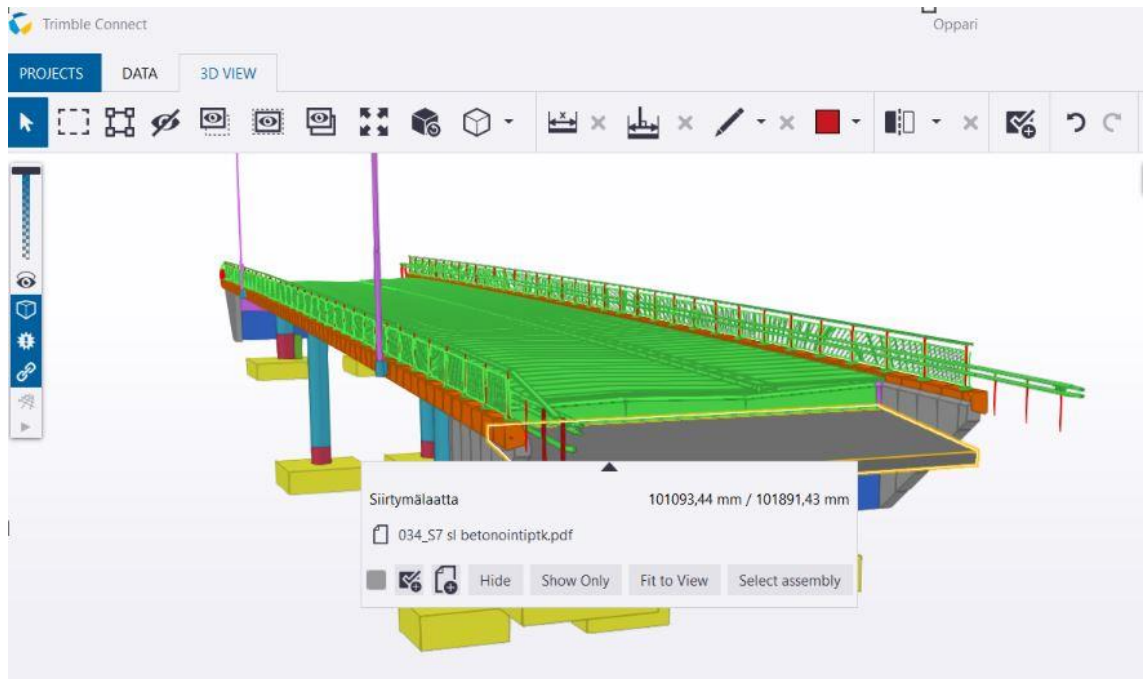 Trimble Connect
Oppari
PROJECTS DATA 3D VIEW
Siirtymälaatta 101093,44 mm / 101891,43 mm
034_S7 sl betonointiptk.pdf
Hide Show Only Fit to View Select assembly